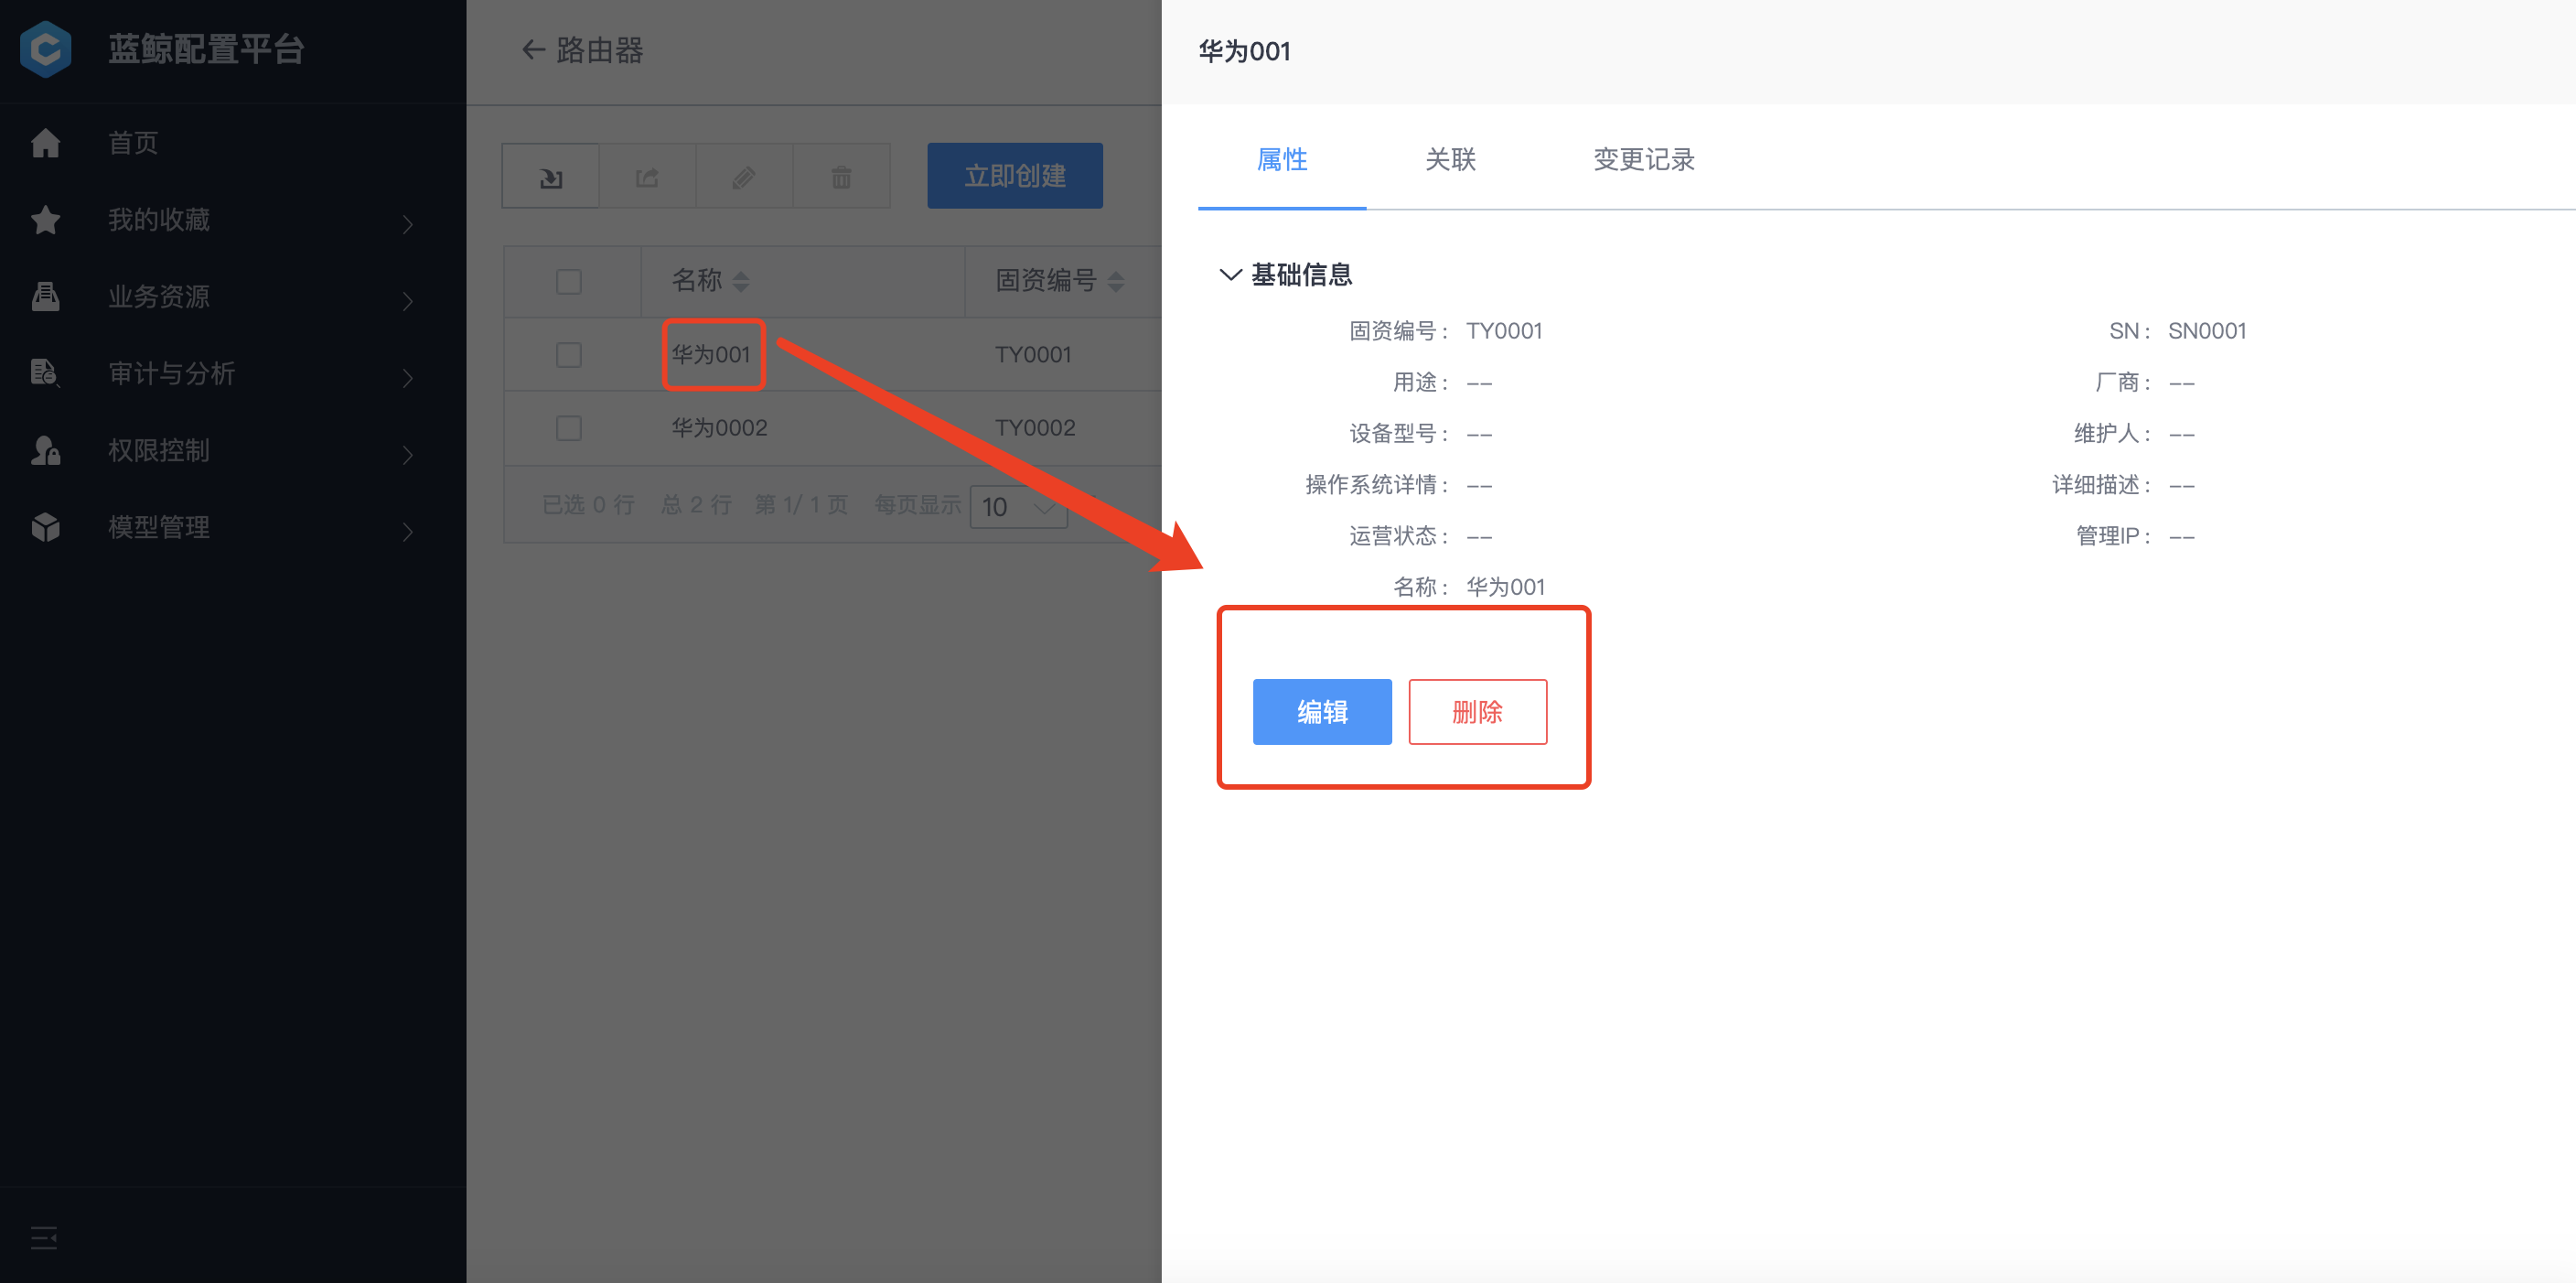 蓝鲸配置平台
首页
我的收藏
业务资源
审计与分析
权限控制
模型管理
路由器
立即创建
名称 固资编号
华为001 TY0001
华为0002 TY0002
已选 0 行 总 2 行 第 1/ 1 页 每页显示 10
华为001
属性 关联 变更记录
基础信息
固资编号： TY0001 SN： SN0001
用途： -- 厂商： --
设备型号： -- 维护人： --
操作系统详情： -- 详细描述： --
运营状态： -- 管理IP： --
名称： 华为001
编辑 删除